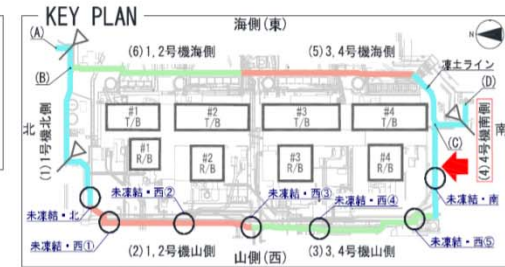 KEY PLAN
海側(東)
N
(A)
(6)1,2号機海側
(5)3,4号機海側
凍土ライン
(B)
(D)
#1
T/B
#2
T/B
#3
T/B
#4
T/B
北
南
(1)1号機北側
(4)4号機南側
#1
R/B
#2
R/B
#3
R/B
#4
R/B
(C)
未凍結・北
未凍結・西②
未凍結・西③
未凍結・西④
未凍結・南
未凍結・西①
未凍結・西⑤
(2)1,2号機山側
(3)3,4号機山側
山側(西)